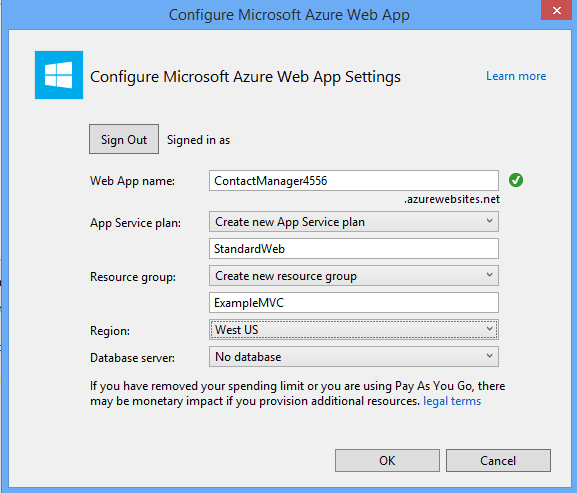 Configure Microsoft Azure Web App
Configure Microsoft Azure Web App Settings
Learn more
Sign Out
Signed in as
Web App name:
ContactManager4556
.azurewebsites.net
App Service plan:
Create new App Service plan
StandardWeb
Resource group:
Create new resource group
ExampleMVC
Region:
West US
Database server:
No database
If you have removed your spending limit or you are using Pay As You Go, there
may be monetary impact if you provision additional resources. legal terms
OK
Cancel